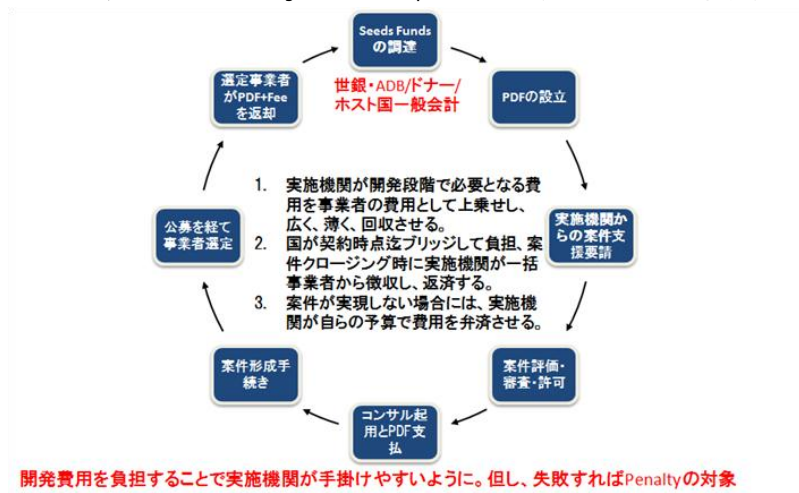 Seeds Funds
の調達
世銀・ADB/ドナー/
ホスト国一般会計
PDFの設立
実施機関か
らの案件支
援要請
案件評価・
審査・許可
コンサル起
用とPDF支
払
案件形成手
続き
公募を経て
事業者選定
選定事業者
がPDF+Fee
を返却
1. 実施機関が開発段階で必要となる費
用を事業者の費用として上乗せし、
広く、薄く、回収させる。
2. 国が契約時点迄ブリッジして負担、案
件クロージング時に実施機関が一括
事業者から徴収し、返済する。
3. 案件が実現しない場合には、実施機
関が自らの予算で費用を弁済させる。
開発費用を負担することで実施機関が手掛けやすいように。但し、失敗すればPenaltyの対象